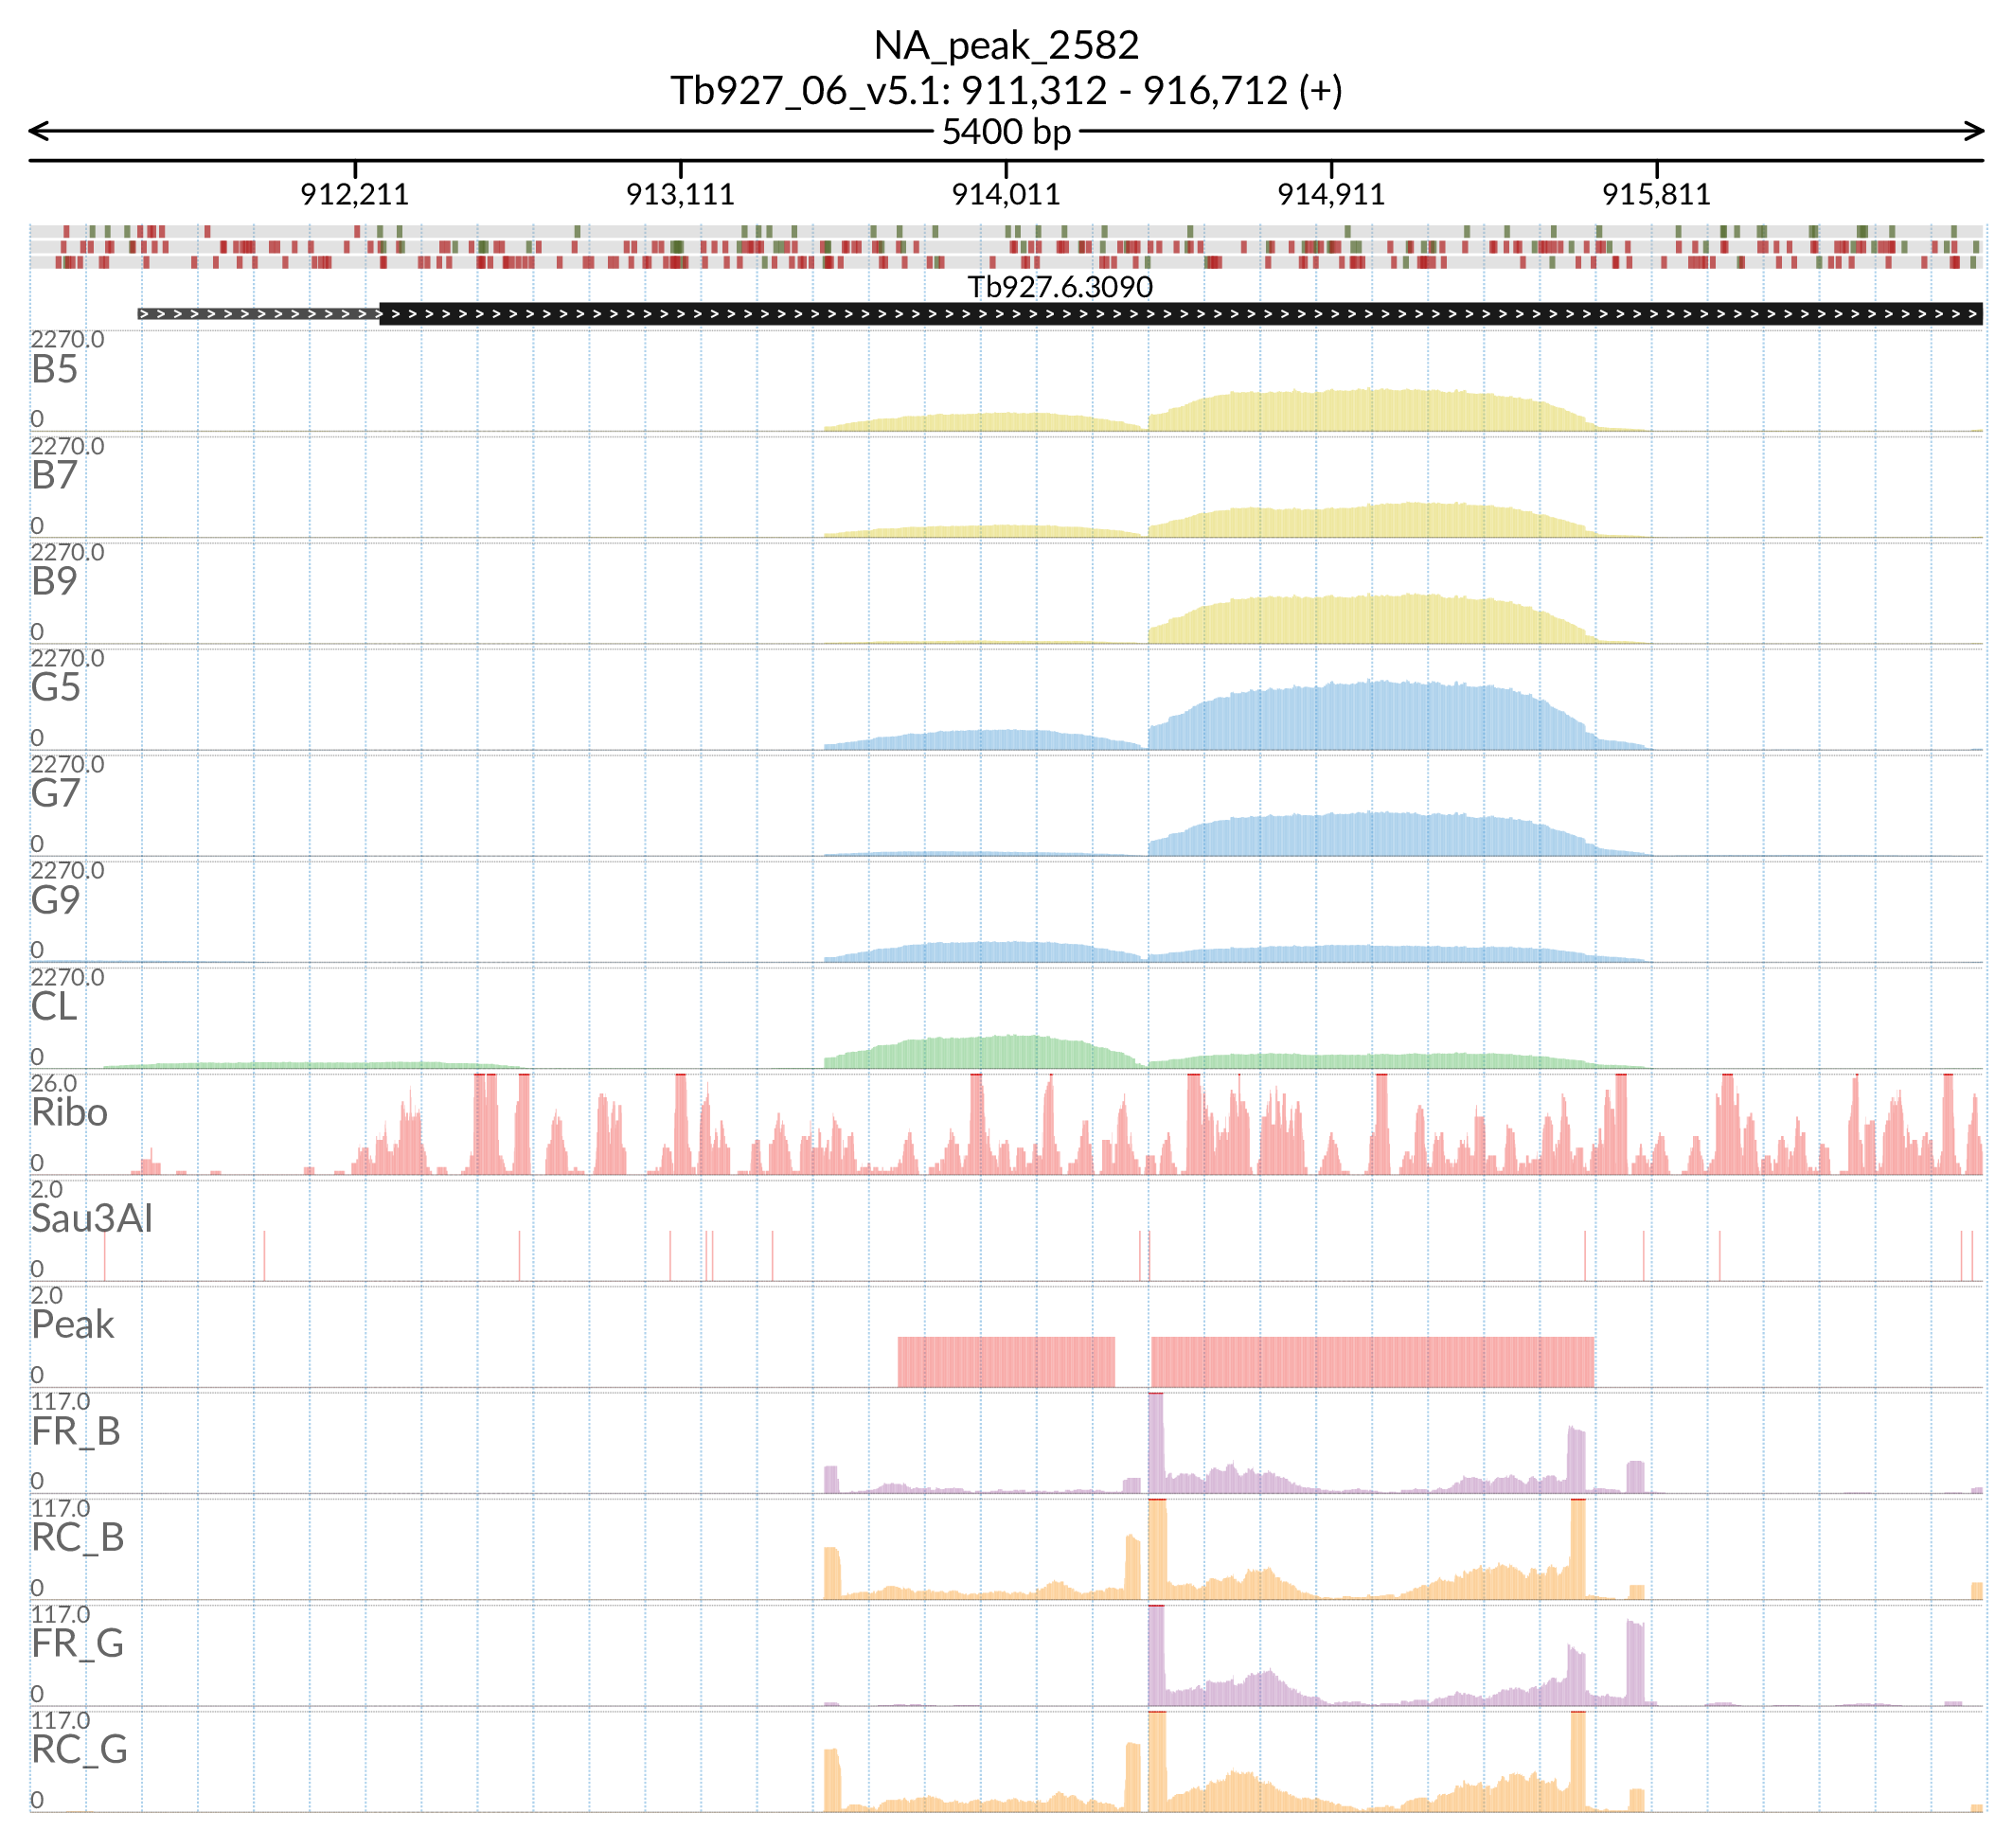 NA_peak_2582
Tb927_06_v5.1: 911,312 - 916,712 (+)
5400 bp
912,211 913,111 914,011 914,911 915,811
Tb927.6.3090
2270.0
B5
0
2270.0
B7
0
2270.0
B9
0
2270.0
G5
0
2270.0
G7
0
2270.0
G9
0
2270.0
CL
0
26.0
Ribo
0
2.0
Sau3AI
0
2.0
Peak
0
117.0
FR_B
0
117.0
RC_B
0
117.0
FR_G
0
117.0
RC_G
0